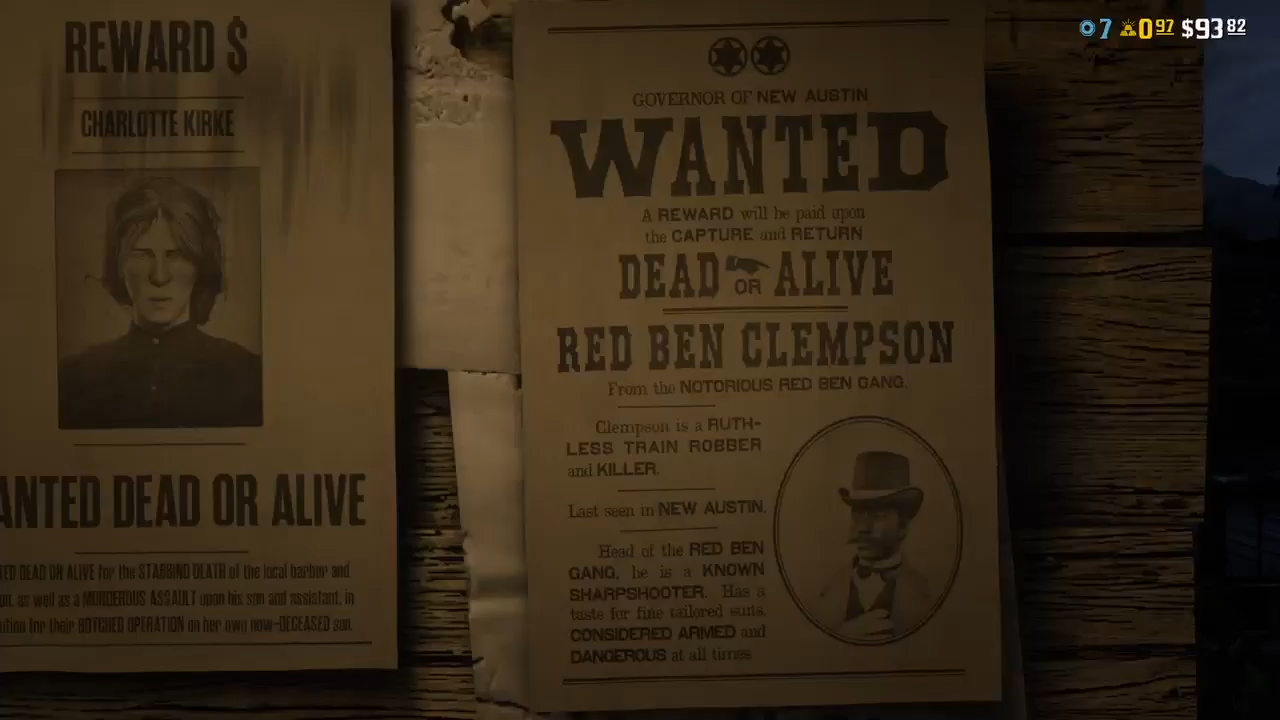 7 0.97 $93.82
REWARD $
CHARLOTTE KIRKE
ANTED DEAD OR ALIVE
TED DEAD OR ALIVE for the STABBING DEATH of the local barber and
as well as a MURDEROUS ASSAULT upon his son and assistant, in
for their BOTCHED OPERATION on her own now-DECEASED son.
GOVERNOR OF NEW AUSTIN
WANTED
A REWARD will be paid upon
the CAPTURE and RETURN
DEAD OR ALIVE
RED BEN CLEMPSON
From the NOTORIOUS RED BEN GANG.
Clempson is a RUTH-
LESS TRAIN ROBBER
and KILLER.
Last seen in NEW AUSTIN.
Head of the RED BEN
GANG, he is a KNOWN
SHARPSHOOTER. Has a
taste for fine tailored suits.
CONSIDERED ARMED and
DANGEROUS at all times